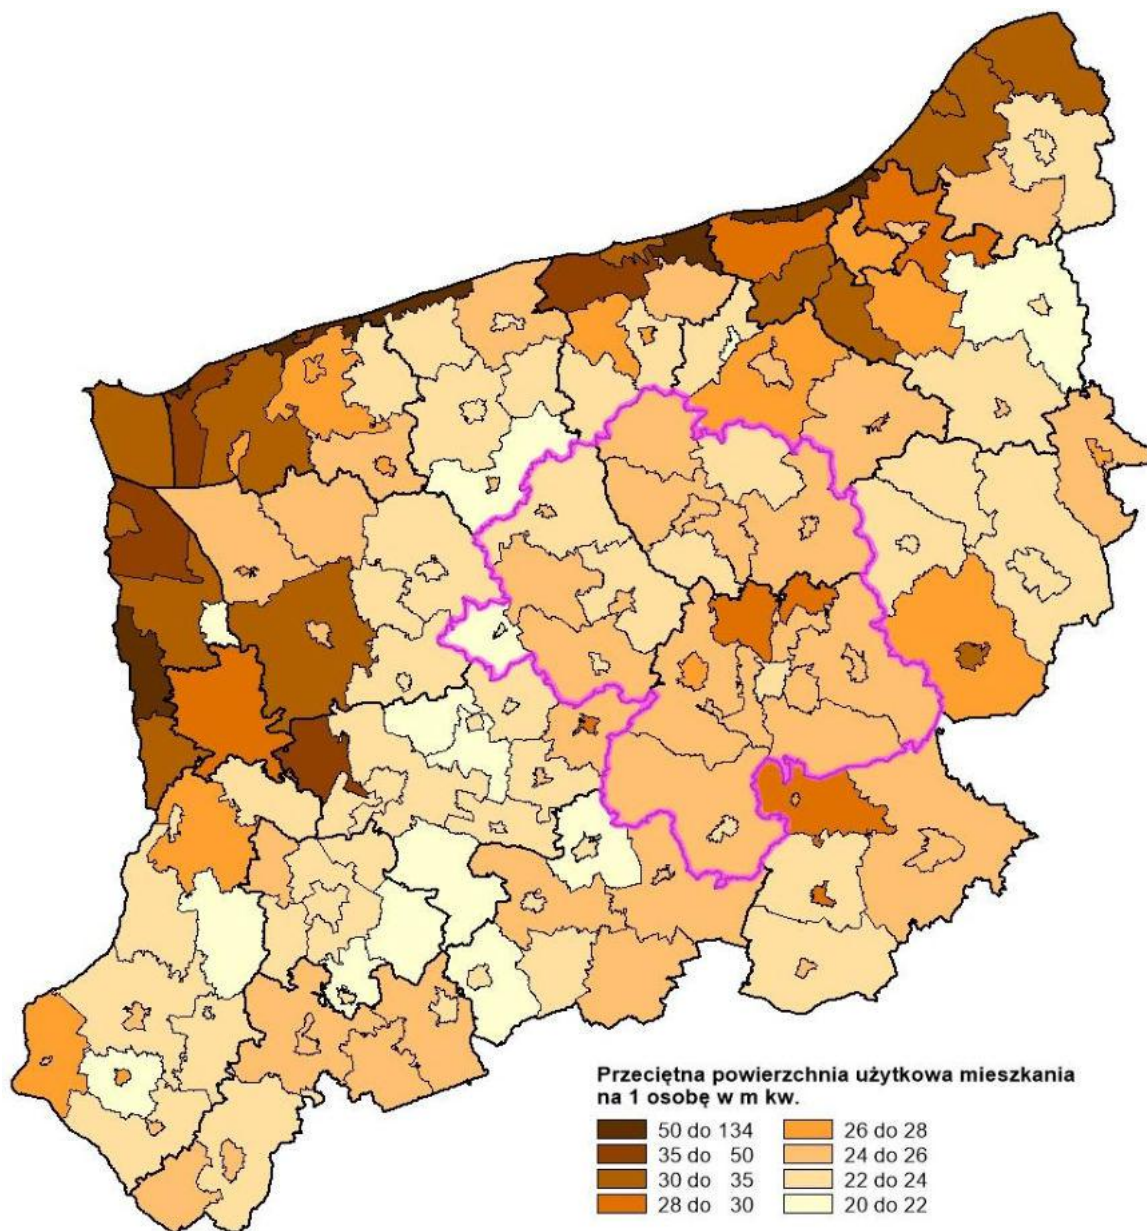 Przeciętna powierzchnia użytkowa mieszkania
na 1 osobę w m kw.
50 do 134
35 do 50
30 do 35
28 do 30
26 do 28
24 do 26
22 do 24
20 do 22